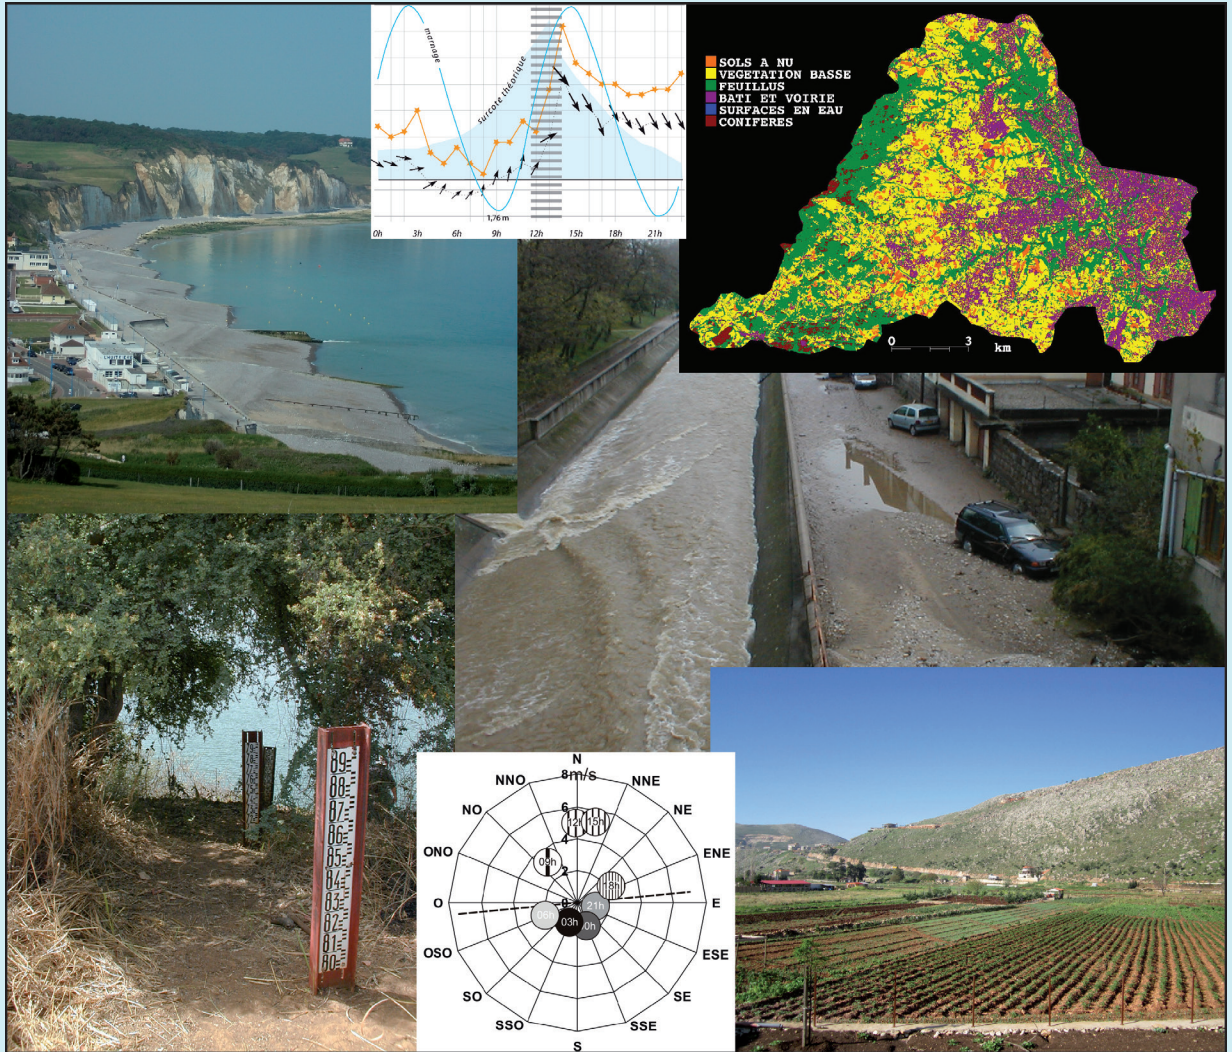 marnage
surcote théorique
1,76 m
0h 3h 6h 9h 12h 15h 18h 21h
SOLS A NU
VEGETATION BASSE
FEUILLUS
BATI ET VOIRIE
SURFACES EN EAU
CONIFERES
0 3
km
89
88
87
86
85
84
83
82
81
80
N
NNO NNE
NO NE
ONO ENE
O E
OSO ESE
SO SE
SSO SSE
S
8 m/s
6
4
2
0
12h 15h
09h
18h
21h
06h 03h 00h